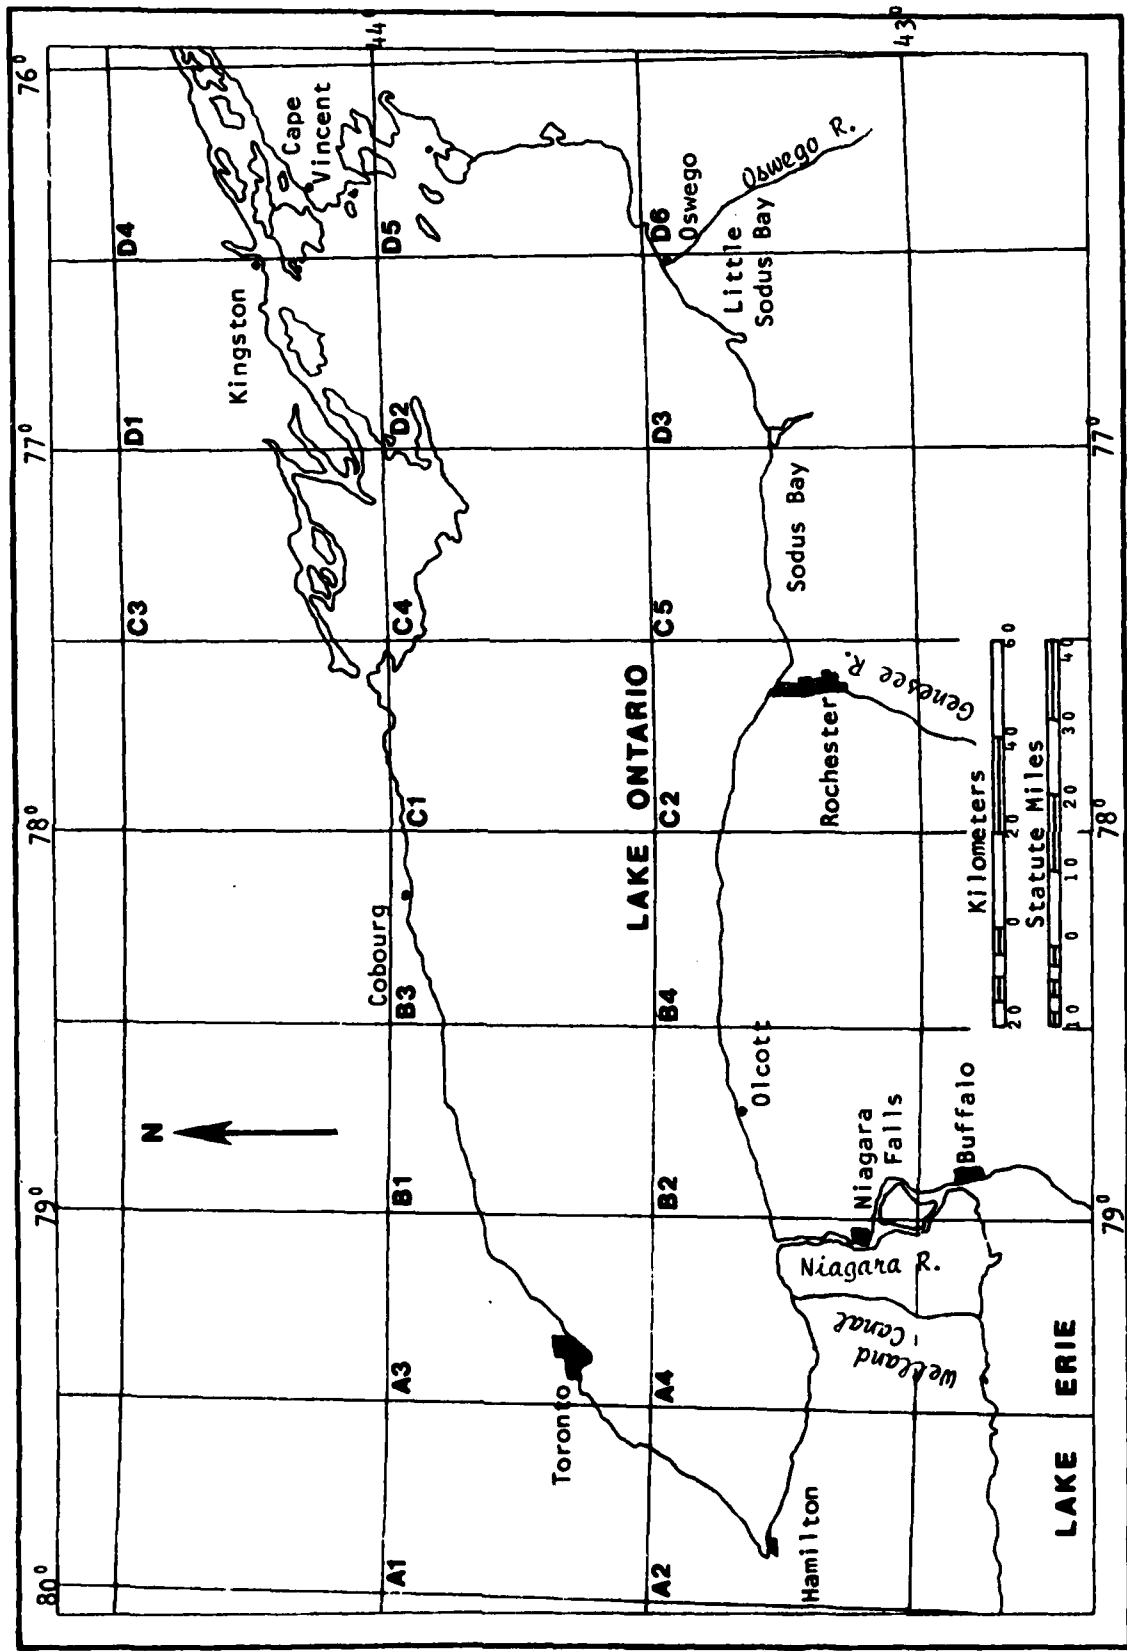 80°
79°
78°
77°
76°
N
C3
D1
D4
Kingston
Cape
Vincent
Cobourg
A1
A3
B1
B3
C1
C4
D2
D5
44
Toronto
LAKE ONTARIO
A2
A4
B2
B4
C2
C5
D3
D6
Oswego
Oswego R.
Little
Sodus Bay
Sodus Bay
Olcott
Hamilton
Rochester
Genesee R.
Niagara
Falls
Niagara R.
Welland
Canal
Buffalo
43°
Kilometers
20 0 20 40 60
Statute Miles
10 0 10 20 30 40
LAKE ERIE
79°
78°
77°